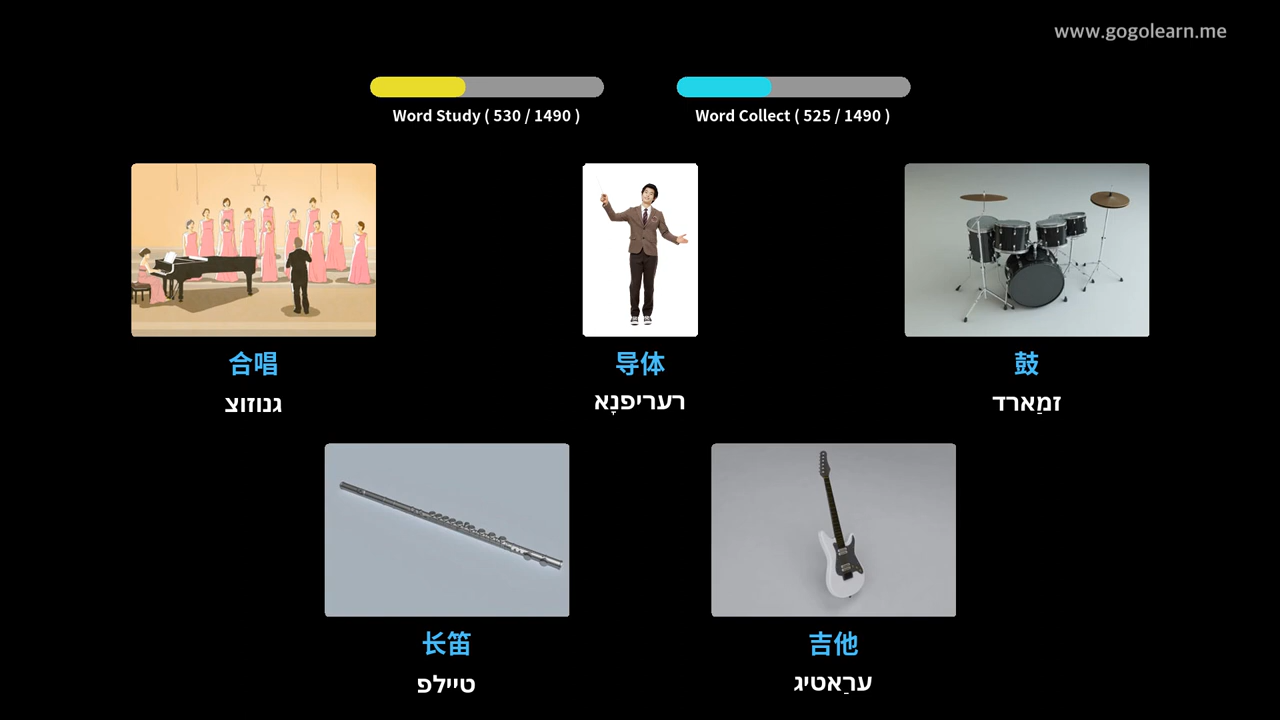 www.gogolearn.me
Word Study ( 530 / 1490 )
Word Collect ( 525 / 1490 )
合唱
גנוזוצ
导体
רעריפנָא
鼓
זמַארד
长笛
טיילפ
吉他
ערַאטיג